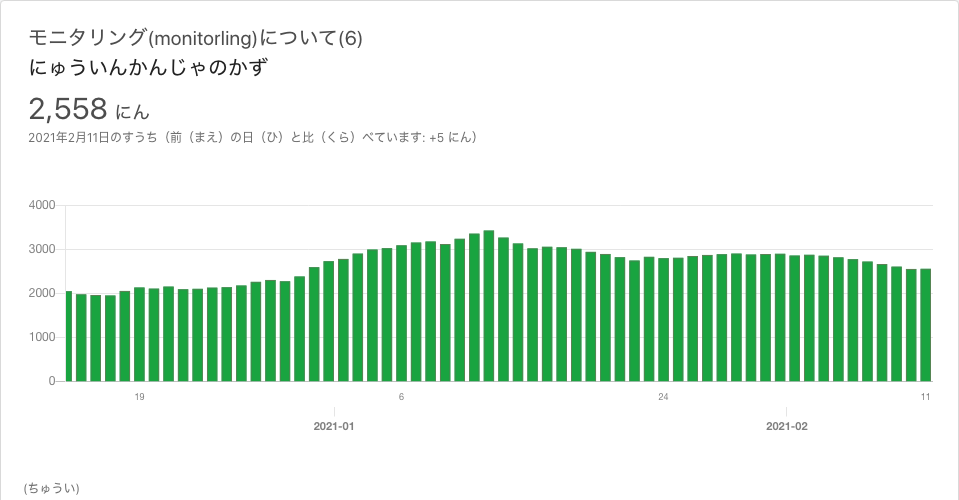 モニタリング(monitorling)について(6)
にゅういんかんじゃのかず
2,558 にん
2021年2月11日のすうち（前（まえ）の日（ひ）と比（くら）べています: +5 にん）
4000
3000
2000
1000
0
19 6 24 11
2021-01 2021-02
(ちゅうい)